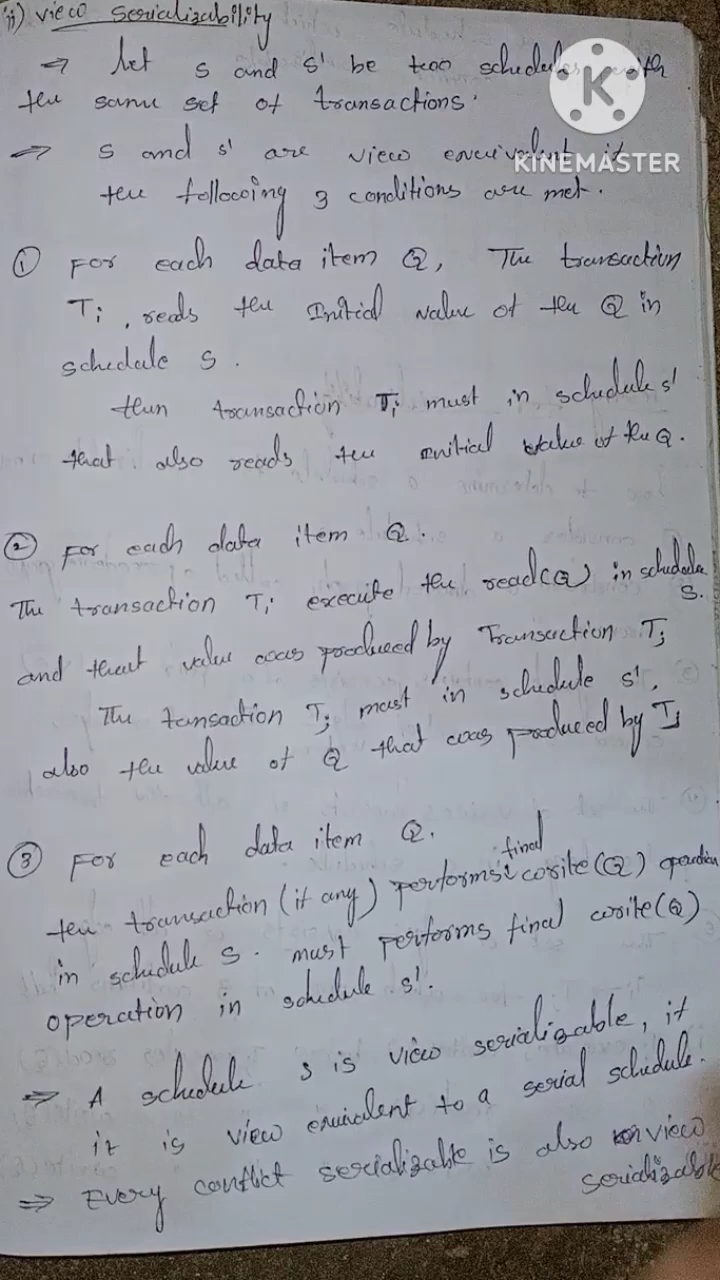 ii) view serializability
⇒ Let S and S' be two schedules with
the same set of transactions.
KINEMASTER
⇒ S and S' are view equivalent if
the following 3 conditions are met.
① For each data item Q, The transaction
Ti, reads the Initial value of the Q in
schedule S.
then transaction Ti must in schedule S'
that also reads the initial value of the Q.
② For each data item Q.
The transaction Ti execute the read(Q) in schedule
S.
and that value was produced by Transaction Tj
The tansaction Tj must in schedule S',
also the value of Q that was produced by Tj
③ For each data item Q.
final
the transaction (if any) performs write(Q) operation
in schedule S. must performs final write(Q)
operation in schedule S'.
⇒ A schedule S is view serializable, if
it is view equivalent to a serial schedule.
⇒ Every conflict serializable is also view
serializable